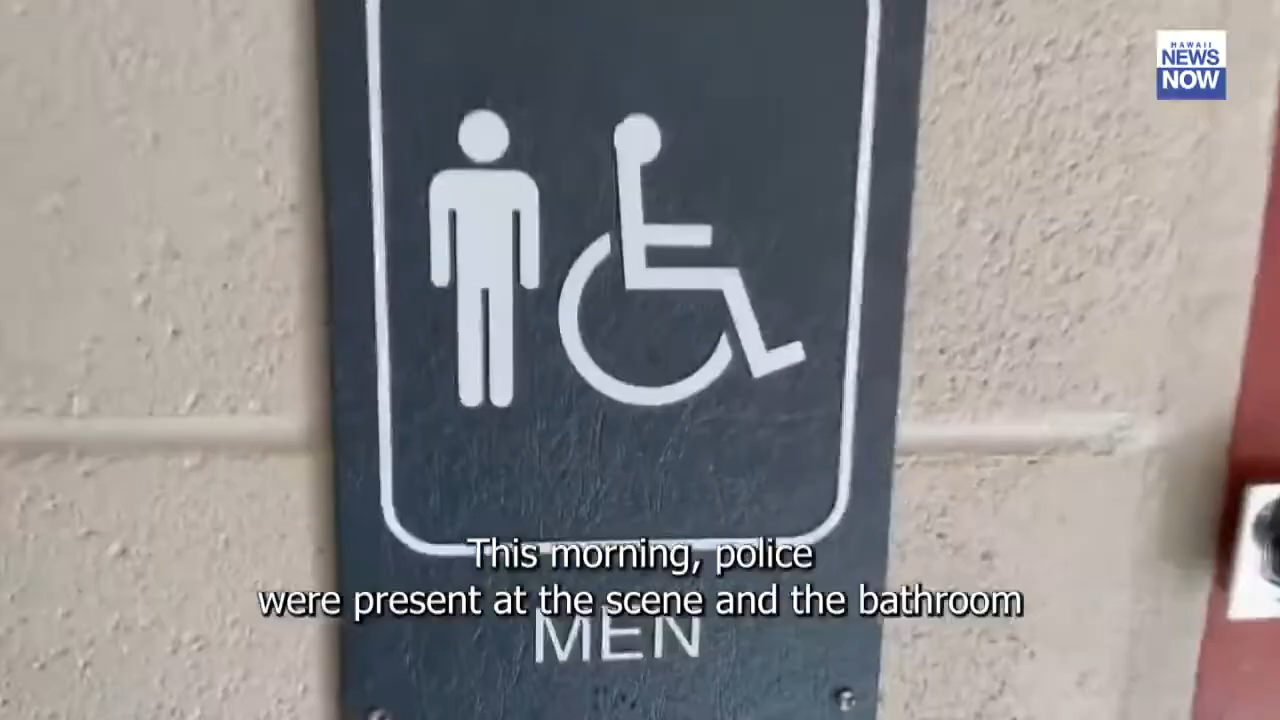 HAWAII
NEWS
NOW
This morning, police
were present at the scene and the bathroom
MEN